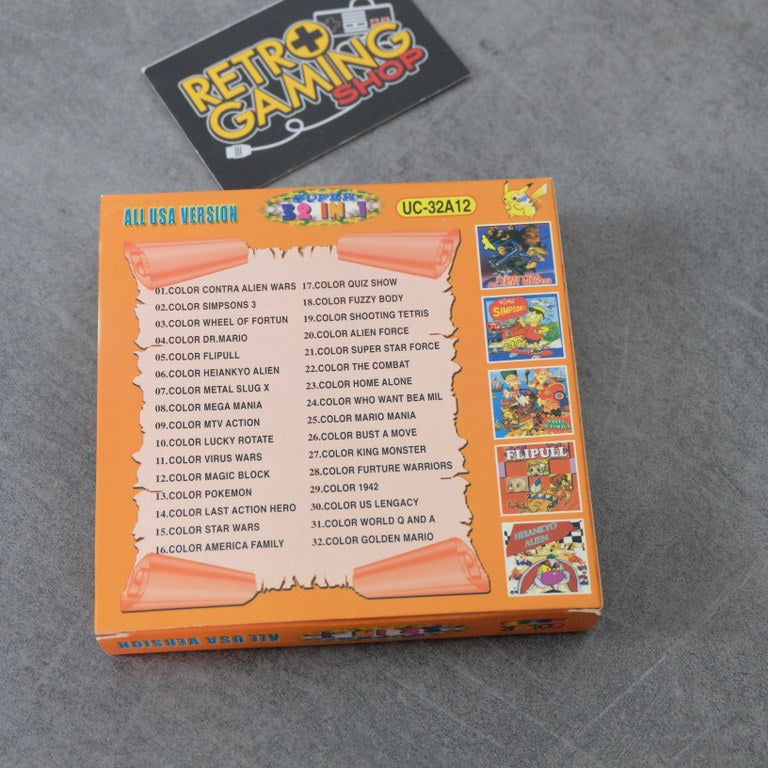 RETRO
GAMING
SHOP
ALL USA VERSION
SUPER
32 IN 1
UC-32A12
01.COLOR CONTRA ALIEN WARS
02.COLOR SIMPSONS 3
03.COLOR WHEEL OF FORTUN
04.COLOR DR.MARIO
05.COLOR FLIPULL
06.COLOR HEIANKYO ALIEN
07.COLOR METAL SLUG X
08.COLOR MEGA MANIA
09.COLOR MTV ACTION
10.COLOR LUCKY ROTATE
11.COLOR VIRUS WARS
12.COLOR MAGIC BLOCK
13.COLOR POKEMON
14.COLOR LAST ACTION HERO
15.COLOR STAR WARS
16.COLOR AMERICA FAMILY
17.COLOR QUIZ SHOW
18.COLOR FUZZY BODY
19.COLOR SHOOTING TETRIS
20.COLOR ALIEN FORCE
21.COLOR SUPER STAR FORCE
22.COLOR THE COMBAT
23.COLOR HOME ALONE
24.COLOR WHO WANT BEA MIL
25.COLOR MARIO MANIA
26.COLOR BUST A MOVE
27.COLOR KING MONSTER
28.COLOR FURTURE WARRIORS
29.COLOR 1942
30.COLOR US LENGACY
31.COLOR WORLD Q AND A
32.COLOR GOLDEN MARIO
SIMPSONS
FLIPULL
HEIANKYO
ALIEN
ALL USA VERSION
COLOR